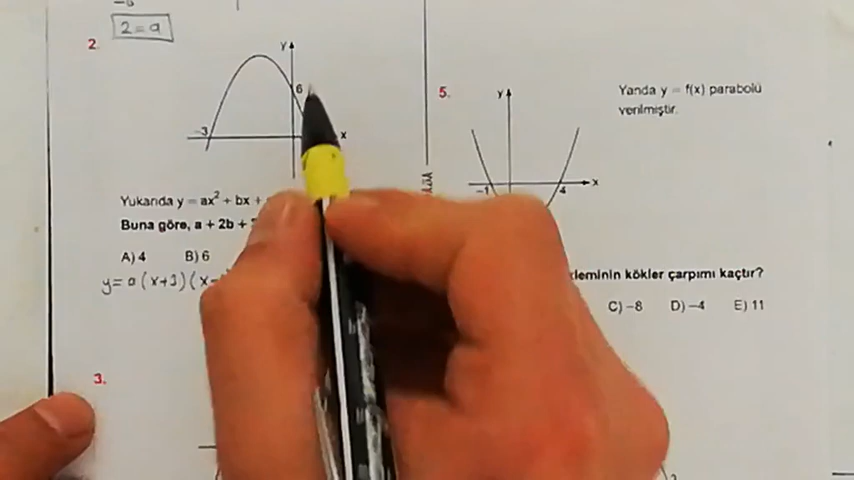 2 = a
2.
y
6
-3
x
Yukarıda y = ax² + bx +
Buna göre, a + 2b +
A) 4 B) 6
y = a (x+3) (x-
3.
5.
y
Yanda y = f(x) parabolü
verilmiştir.
-1
4
x
kökler çarpımı kaçtır?
C) -8 D) -4 E) 11